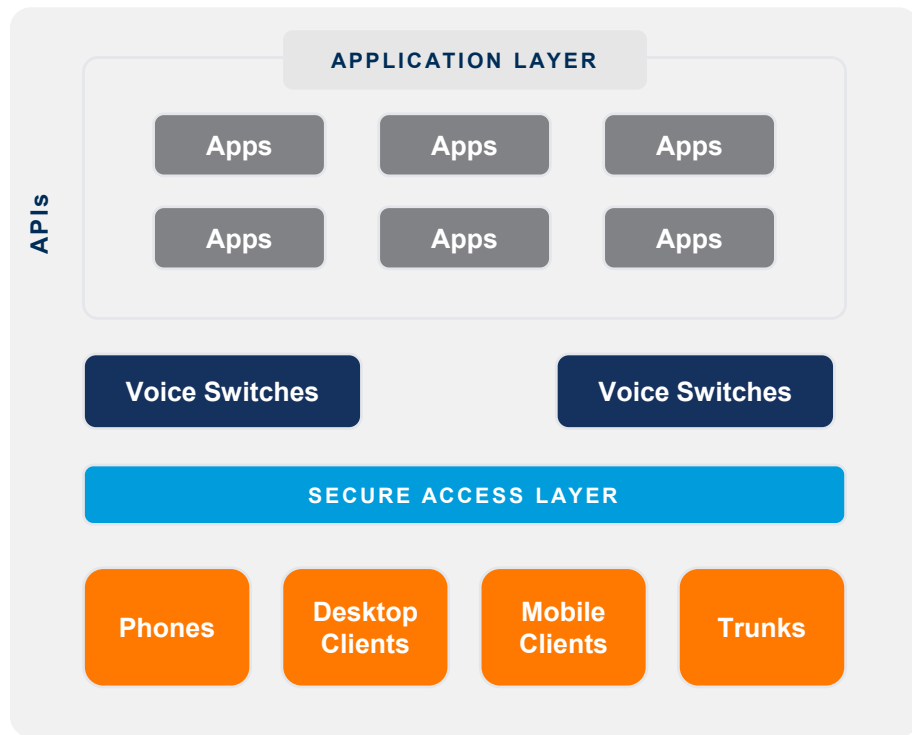 APPLICATION LAYER
Apps
Apps
Apps
APIs
Apps
Apps
Apps
Voice Switches
Voice Switches
SECURE ACCESS LAYER
Phones
Desktop
Clients
Mobile
Clients
Trunks